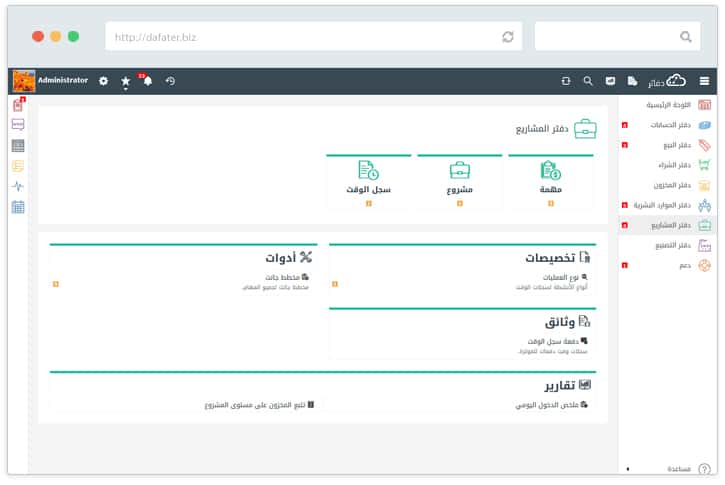 http://dafater.biz
Administrator
23
دفاتر
اللوحة الرئيسية
دفتر الحسابات
دفتر البيع
دفتر الشراء
دفتر المخزون
دفتر الموارد البشرية
دفتر المشاريع
دفتر التصنيع
دعم
مساعدة
دفتر المشاريع
مهمة
مشروع
سجل الوقت
تخصيصات
نوع العمليات
أنواع الأنشطة لسجلات الوقت
أدوات
مخطط جانت
مخطط جانت لجميع المهام.
وثائق
دفعة سجل الوقت
سجلات وقت دفعات للفوترة.
تقارير
ملخص الدخول اليومي
تتبع المخزون على مستوى المشروع